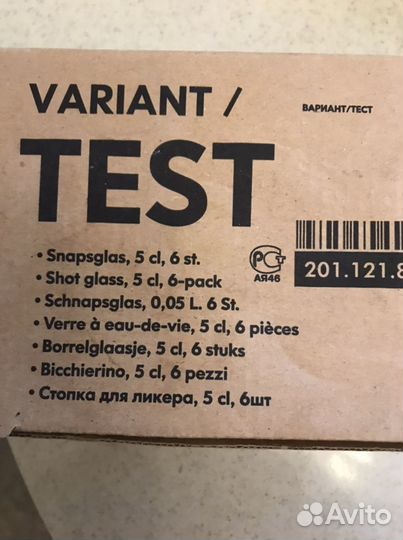 VARIANT /
ВАРИАНТ/ТЕСТ
TEST
• Snapsglas, 5 cl, 6 st.
• Shot glass, 5 cl, 6-pack
• Schnapsglas, 0,05 L. 6 St.
• Verre à eau-de-vie, 5 cl, 6 pièces
• Borrelglaasje, 5 cl, 6 stuks
• Bicchierino, 5 cl, 6 pezzi
• Стопка для ликера, 5 cl, 6шт
РСТ
АЯ46
201.121.8
Avito